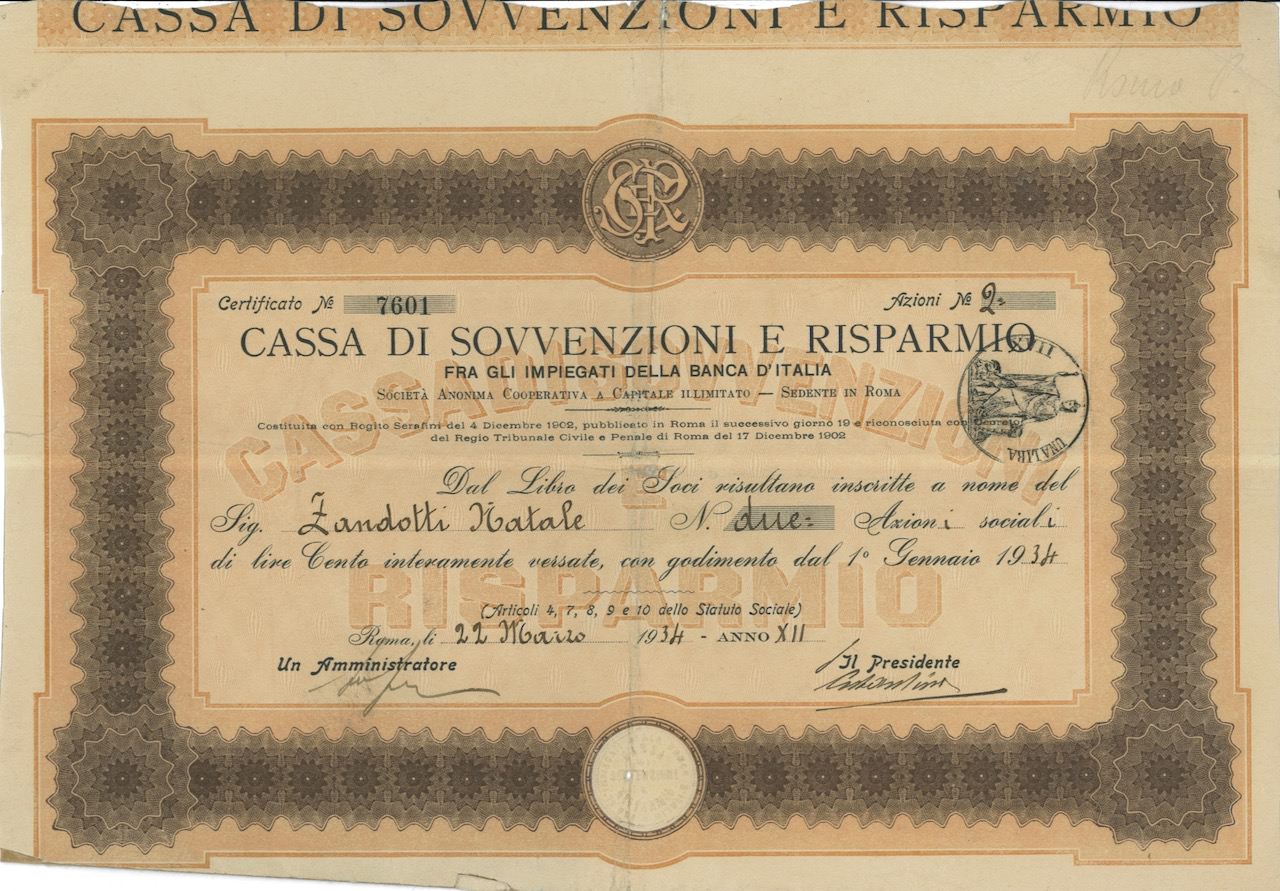 CASSA DI SOVVENZIONI E RISPARMIO
Certificato № 7601
Azioni № 2=
CASSA DI SOVVENZIONI E RISPARMIO
FRA GLI IMPIEGATI DELLA BANCA D'ITALIA
SOCIETÀ ANONIMA COOPERATIVA A CAPITALE ILLIMITATO — SEDENTE IN ROMA
Costituita con Rogito Serafini del 4 Dicembre 1902, pubblicato in Roma il successivo giorno 19 e riconosciuta con Decreto
del Regio Tribunale Civile e Penale di Roma del 17 Dicembre 1902
XVII
UNA LIRA
CASSA DI SOVVENZIONI
E
RISPARMIO
Dal Libro dei Soci risultano inscritte a nome del
Sig. Zandotti Natale N. due= Azioni sociali
di lire Cento interamente versate, con godimento dal 1° Gennaio 1934
(Articoli 4, 7, 8, 9 e 10 dello Statuto Sociale)
Roma, li 22 Marzo 1934 - ANNO XII
Un Amministratore
Il Presidente